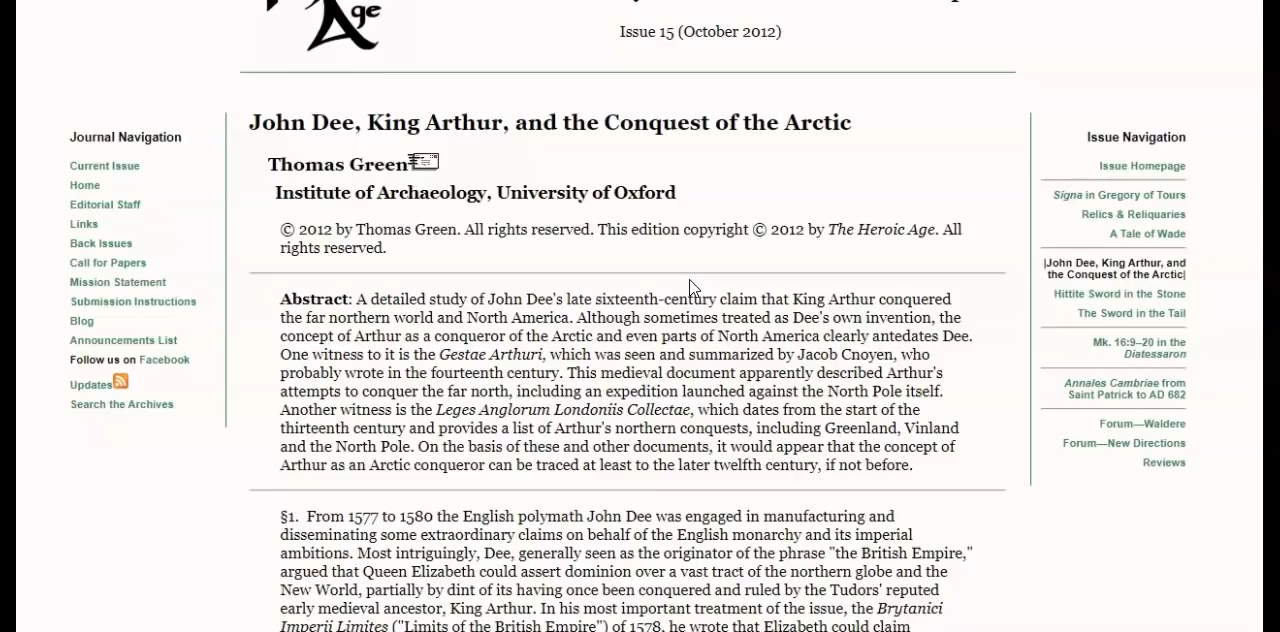 Age
Issue 15 (October 2012)
Journal Navigation
Current Issue
Home
Editorial Staff
Links
Back Issues
Call for Papers
Mission Statement
Submission Instructions
Blog
Announcements List
Follow us on Facebook
Updates
Search the Archives
John Dee, King Arthur, and the Conquest of the Arctic
Thomas Green
Institute of Archaeology, University of Oxford
© 2012 by Thomas Green. All rights reserved. This edition copyright © 2012 by The Heroic Age. All
rights reserved.
Abstract: A detailed study of John Dee's late sixteenth-century claim that King Arthur conquered
the far northern world and North America. Although sometimes treated as Dee's own invention, the
concept of Arthur as a conqueror of the Arctic and even parts of North America clearly antedates Dee.
One witness to it is the Gestae Arthuri, which was seen and summarized by Jacob Cnoyen, who
probably wrote in the fourteenth century. This medieval document apparently described Arthur's
attempts to conquer the far north, including an expedition launched against the North Pole itself.
Another witness is the Leges Anglorum Londoniis Collectae, which dates from the start of the
thirteenth century and provides a list of Arthur's northern conquests, including Greenland, Vinland
and the North Pole. On the basis of these and other documents, it would appear that the concept of
Arthur as an Arctic conqueror can be traced at least to the later twelfth century, if not before.
§1. From 1577 to 1580 the English polymath John Dee was engaged in manufacturing and
disseminating some extraordinary claims on behalf of the English monarchy and its imperial
ambitions. Most intriguingly, Dee, generally seen as the originator of the phrase "the British Empire,"
argued that Queen Elizabeth could assert dominion over a vast tract of the northern globe and the
New World, partially by dint of its having once been conquered and ruled by the Tudors' reputed
early medieval ancestor, King Arthur. In his most important treatment of the issue, the Brytanici
Imperii Limites ("Limits of the British Empire") of 1578, he wrote that Elizabeth could claim
Issue Navigation
Issue Homepage
Signa in Gregory of Tours
Relics & Reliquaries
A Tale of Wade
|John Dee, King Arthur, and
the Conquest of the Arctic|
Hittite Sword in the Stone
The Sword in the Tail
Mk. 16:9–20 in the
Diatessaron
Annales Cambriae from
Saint Patrick to AD 682
Forum—Waldere
Forum—New Directions
Reviews